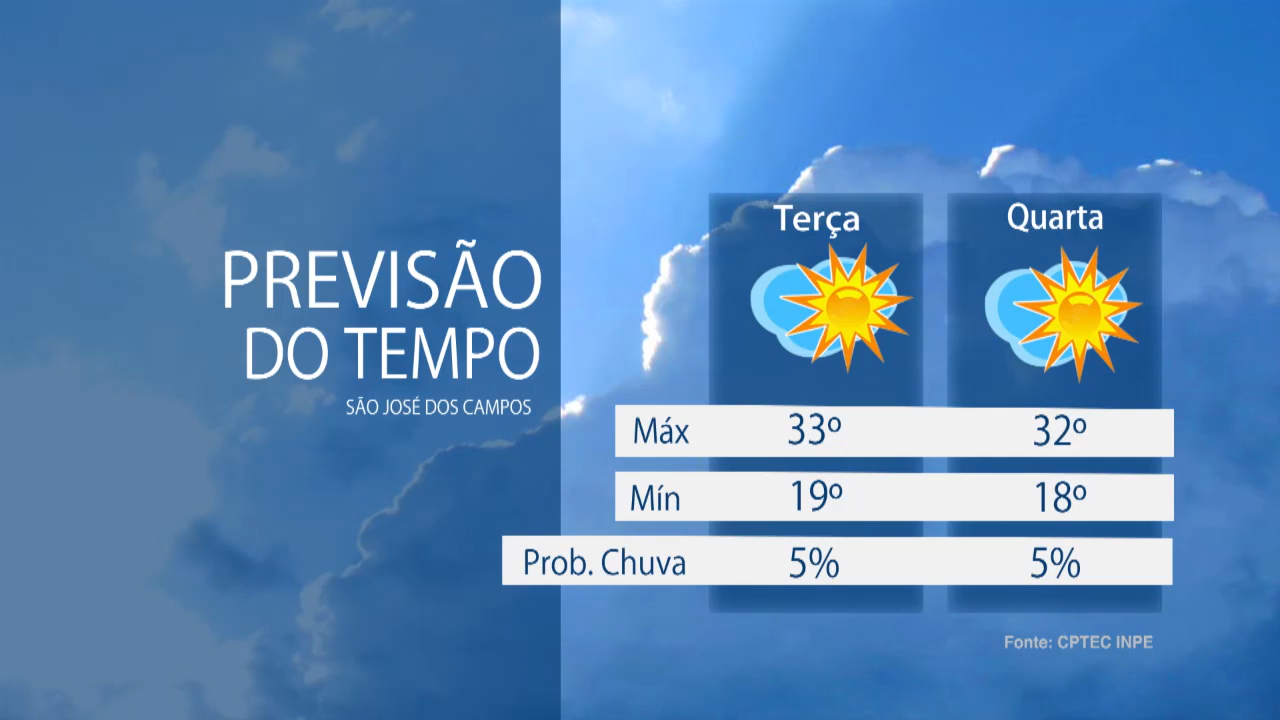 PREVISÃO
DO TEMPO
SÃO JOSÉ DOS CAMPOS
Terça Quarta
Máx 33º 32º
Mín 19º 18º
Prob. Chuva 5% 5%
Fonte: CPTEC INPE